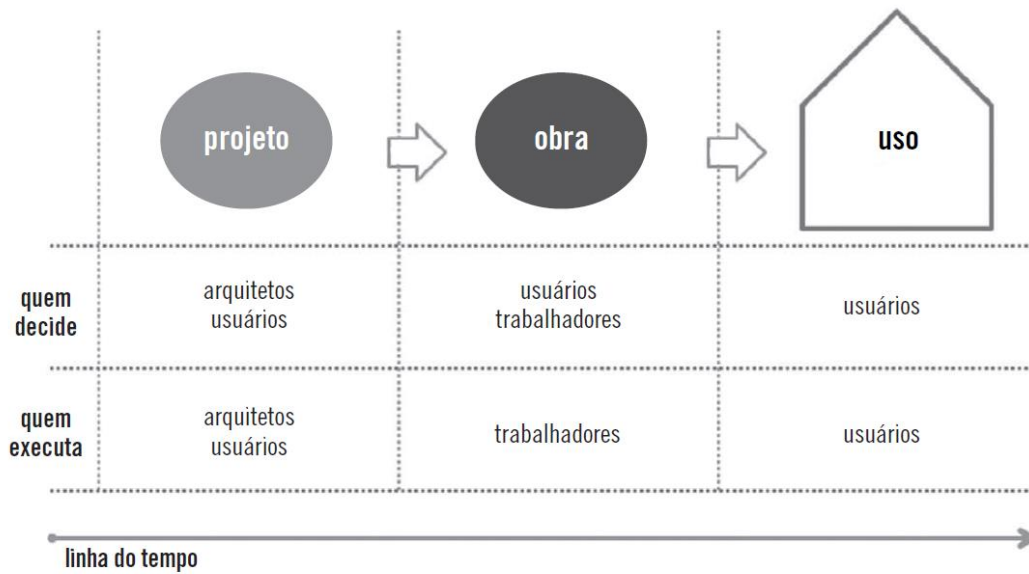 projeto
obra
uso
quem
decide
arquitetos
usuários
usuários
trabalhadores
usuários
quem
executa
arquitetos
usuários
trabalhadores
usuários
linha do tempo